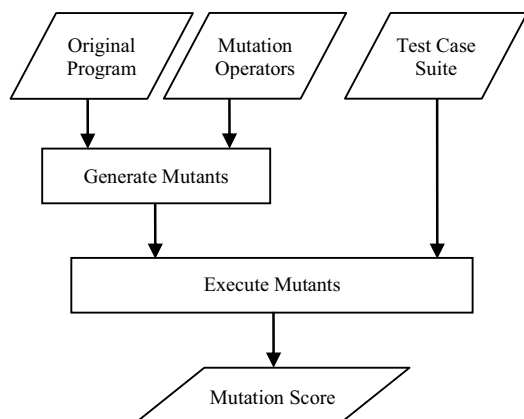 Original
Program
Mutation
Operators
Test Case
Suite
Generate Mutants
Execute Mutants
Mutation Score